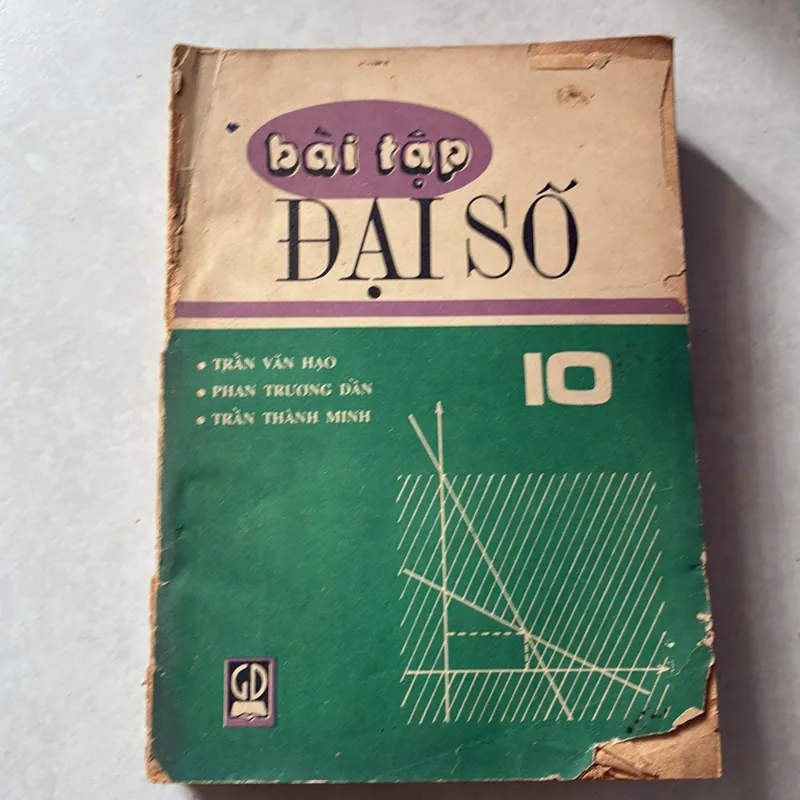 bài tập
ĐẠI SỐ
• TRẦN VĂN HẠO
• PHAN TRƯƠNG DẦN
• TRẦN THÀNH MINH
10
GD